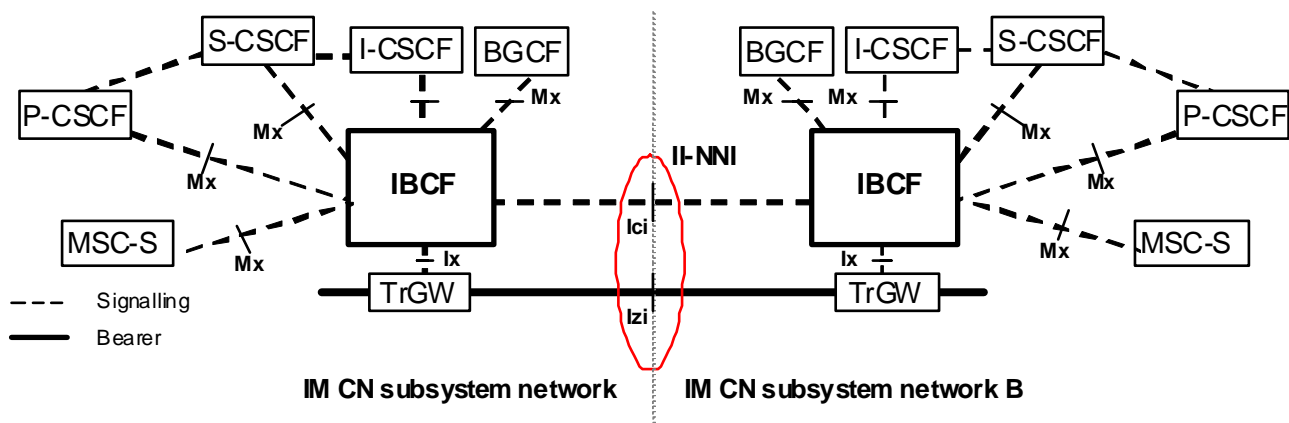 S-CSCF
I-CSCF
BGCF
BGCF
I-CSCF
S-CSCF
P-CSCF
P-CSCF
Mx
Mx
Mx
Mx
Mx
II-NNI
IBCF
IBCF
Mx
Mx
MSC-S
Ici
MSC-S
Mx
Mx
Ix
Ix
TrGW
TrGW
Signalling
Izi
Bearer
IM CN subsystem network
IM CN subsystem network B